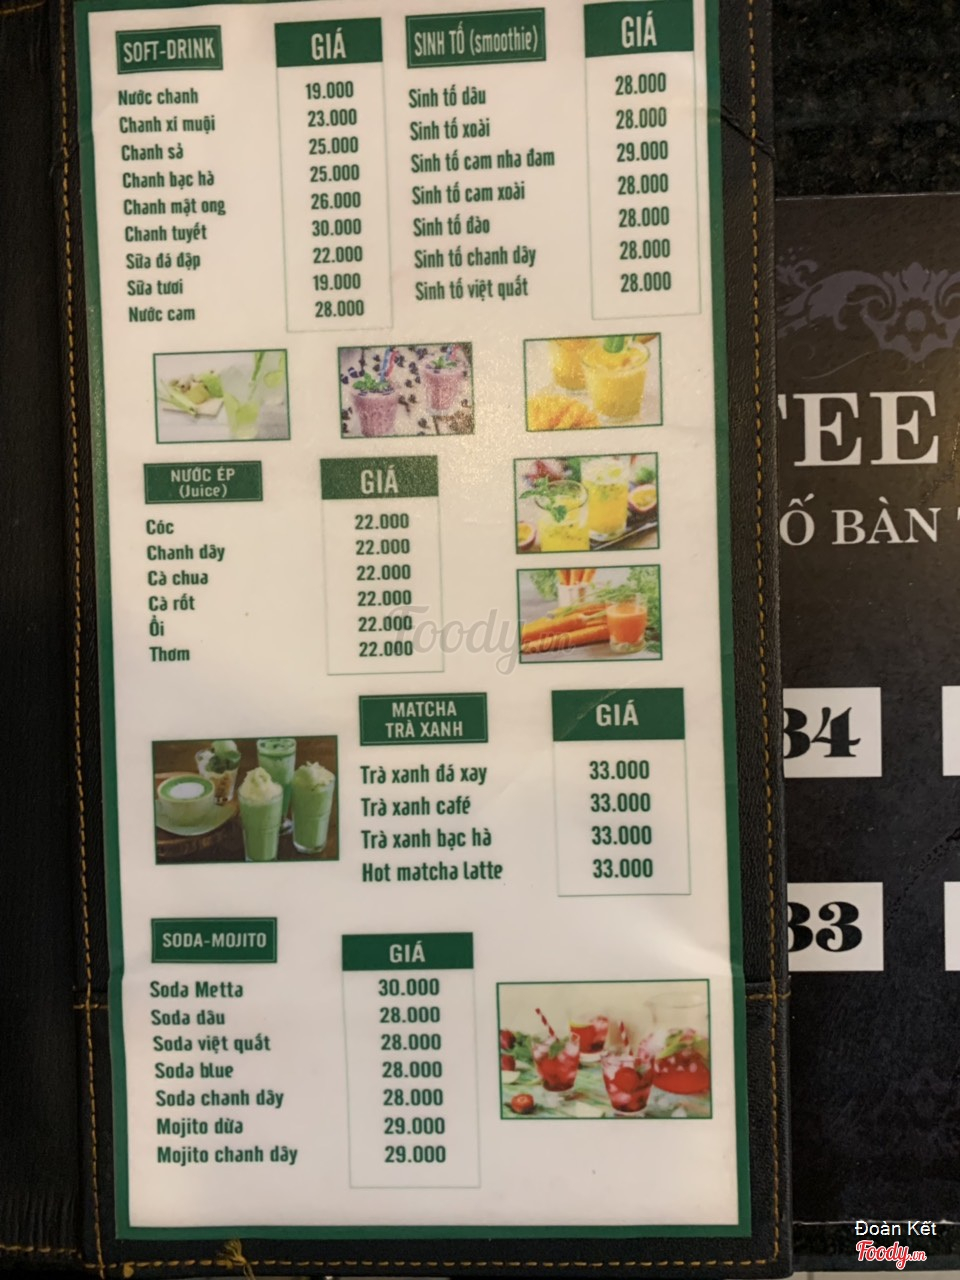 SOFT-DRINK
GIÁ
Nước chanh 19.000
Chanh xí muội 23.000
Chanh sả 25.000
Chanh bạc hà 25.000
Chanh mật ong 26.000
Chanh tuyết 30.000
Sữa đá đập 22.000
Sữa tươi 19.000
Nước cam 28.000
SINH TỐ (smoothie)
GIÁ
Sinh tố dâu 28.000
Sinh tố xoài 28.000
Sinh tố cam nha đam 29.000
Sinh tố cam xoài 28.000
Sinh tố đào 28.000
Sinh tố chanh dây 28.000
Sinh tố việt quất 28.000
NƯỚC ÉP
(Juice)
GIÁ
Cóc 22.000
Chanh dây 22.000
Cà chua 22.000
Cà rốt 22.000
Ổi 22.000
Thơm 22.000
Foody.vn
MATCHA
TRÀ XANH
GIÁ
Trà xanh đá xay 33.000
Trà xanh café 33.000
Trà xanh bạc hà 33.000
Hot matcha latte 33.000
SODA-MOJITO
GIÁ
Soda Metta 30.000
Soda dâu 28.000
Soda việt quất 28.000
Soda blue 28.000
Soda chanh dây 28.000
Mojito dừa 29.000
Mojito chanh dây 29.000
TEE
Ố BÀN
34
33
Đoàn Kết
Foody.vn